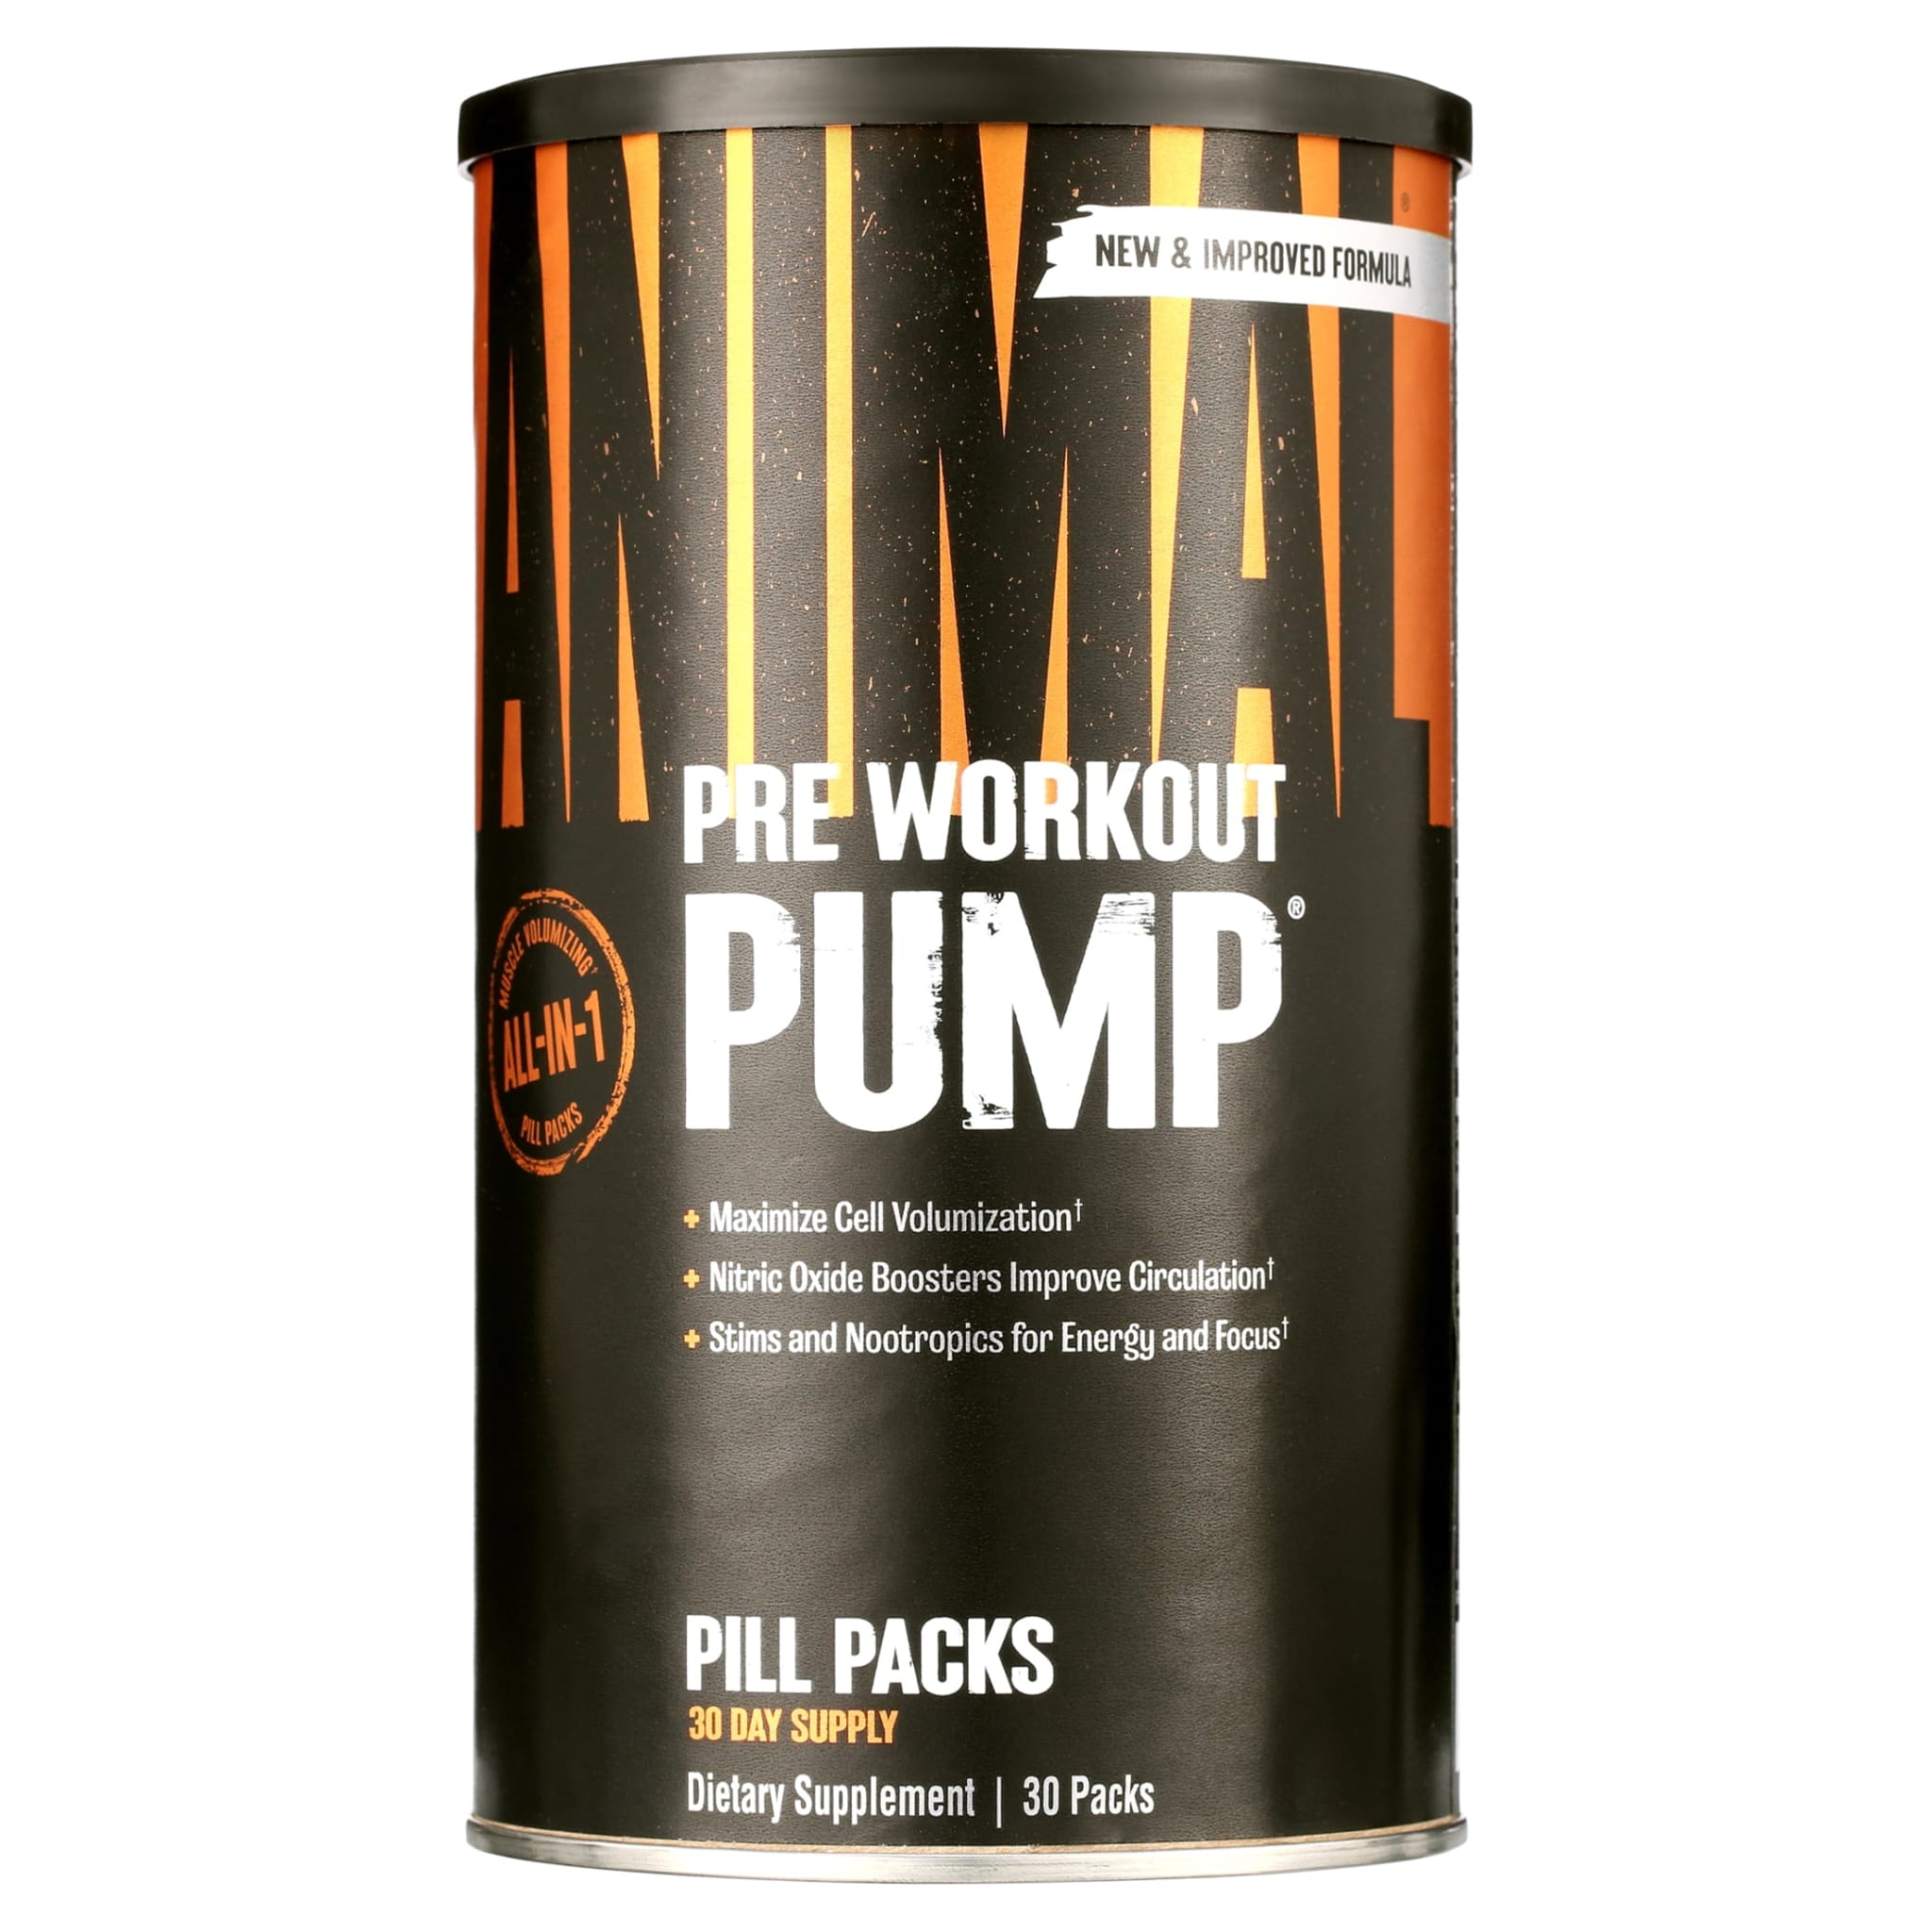 ANIMAL®
NEW & IMPROVED FORMULA
PRE WORKOUT
PUMP®
MUSCLE VOLUMIZING†
ALL-IN-1
PILL PACKS
+ Maximize Cell Volumization†
+ Nitric Oxide Boosters Improve Circulation†
+ Stims and Nootropics for Energy and Focus†
PILL PACKS
30 DAY SUPPLY
Dietary Supplement | 30 Packs